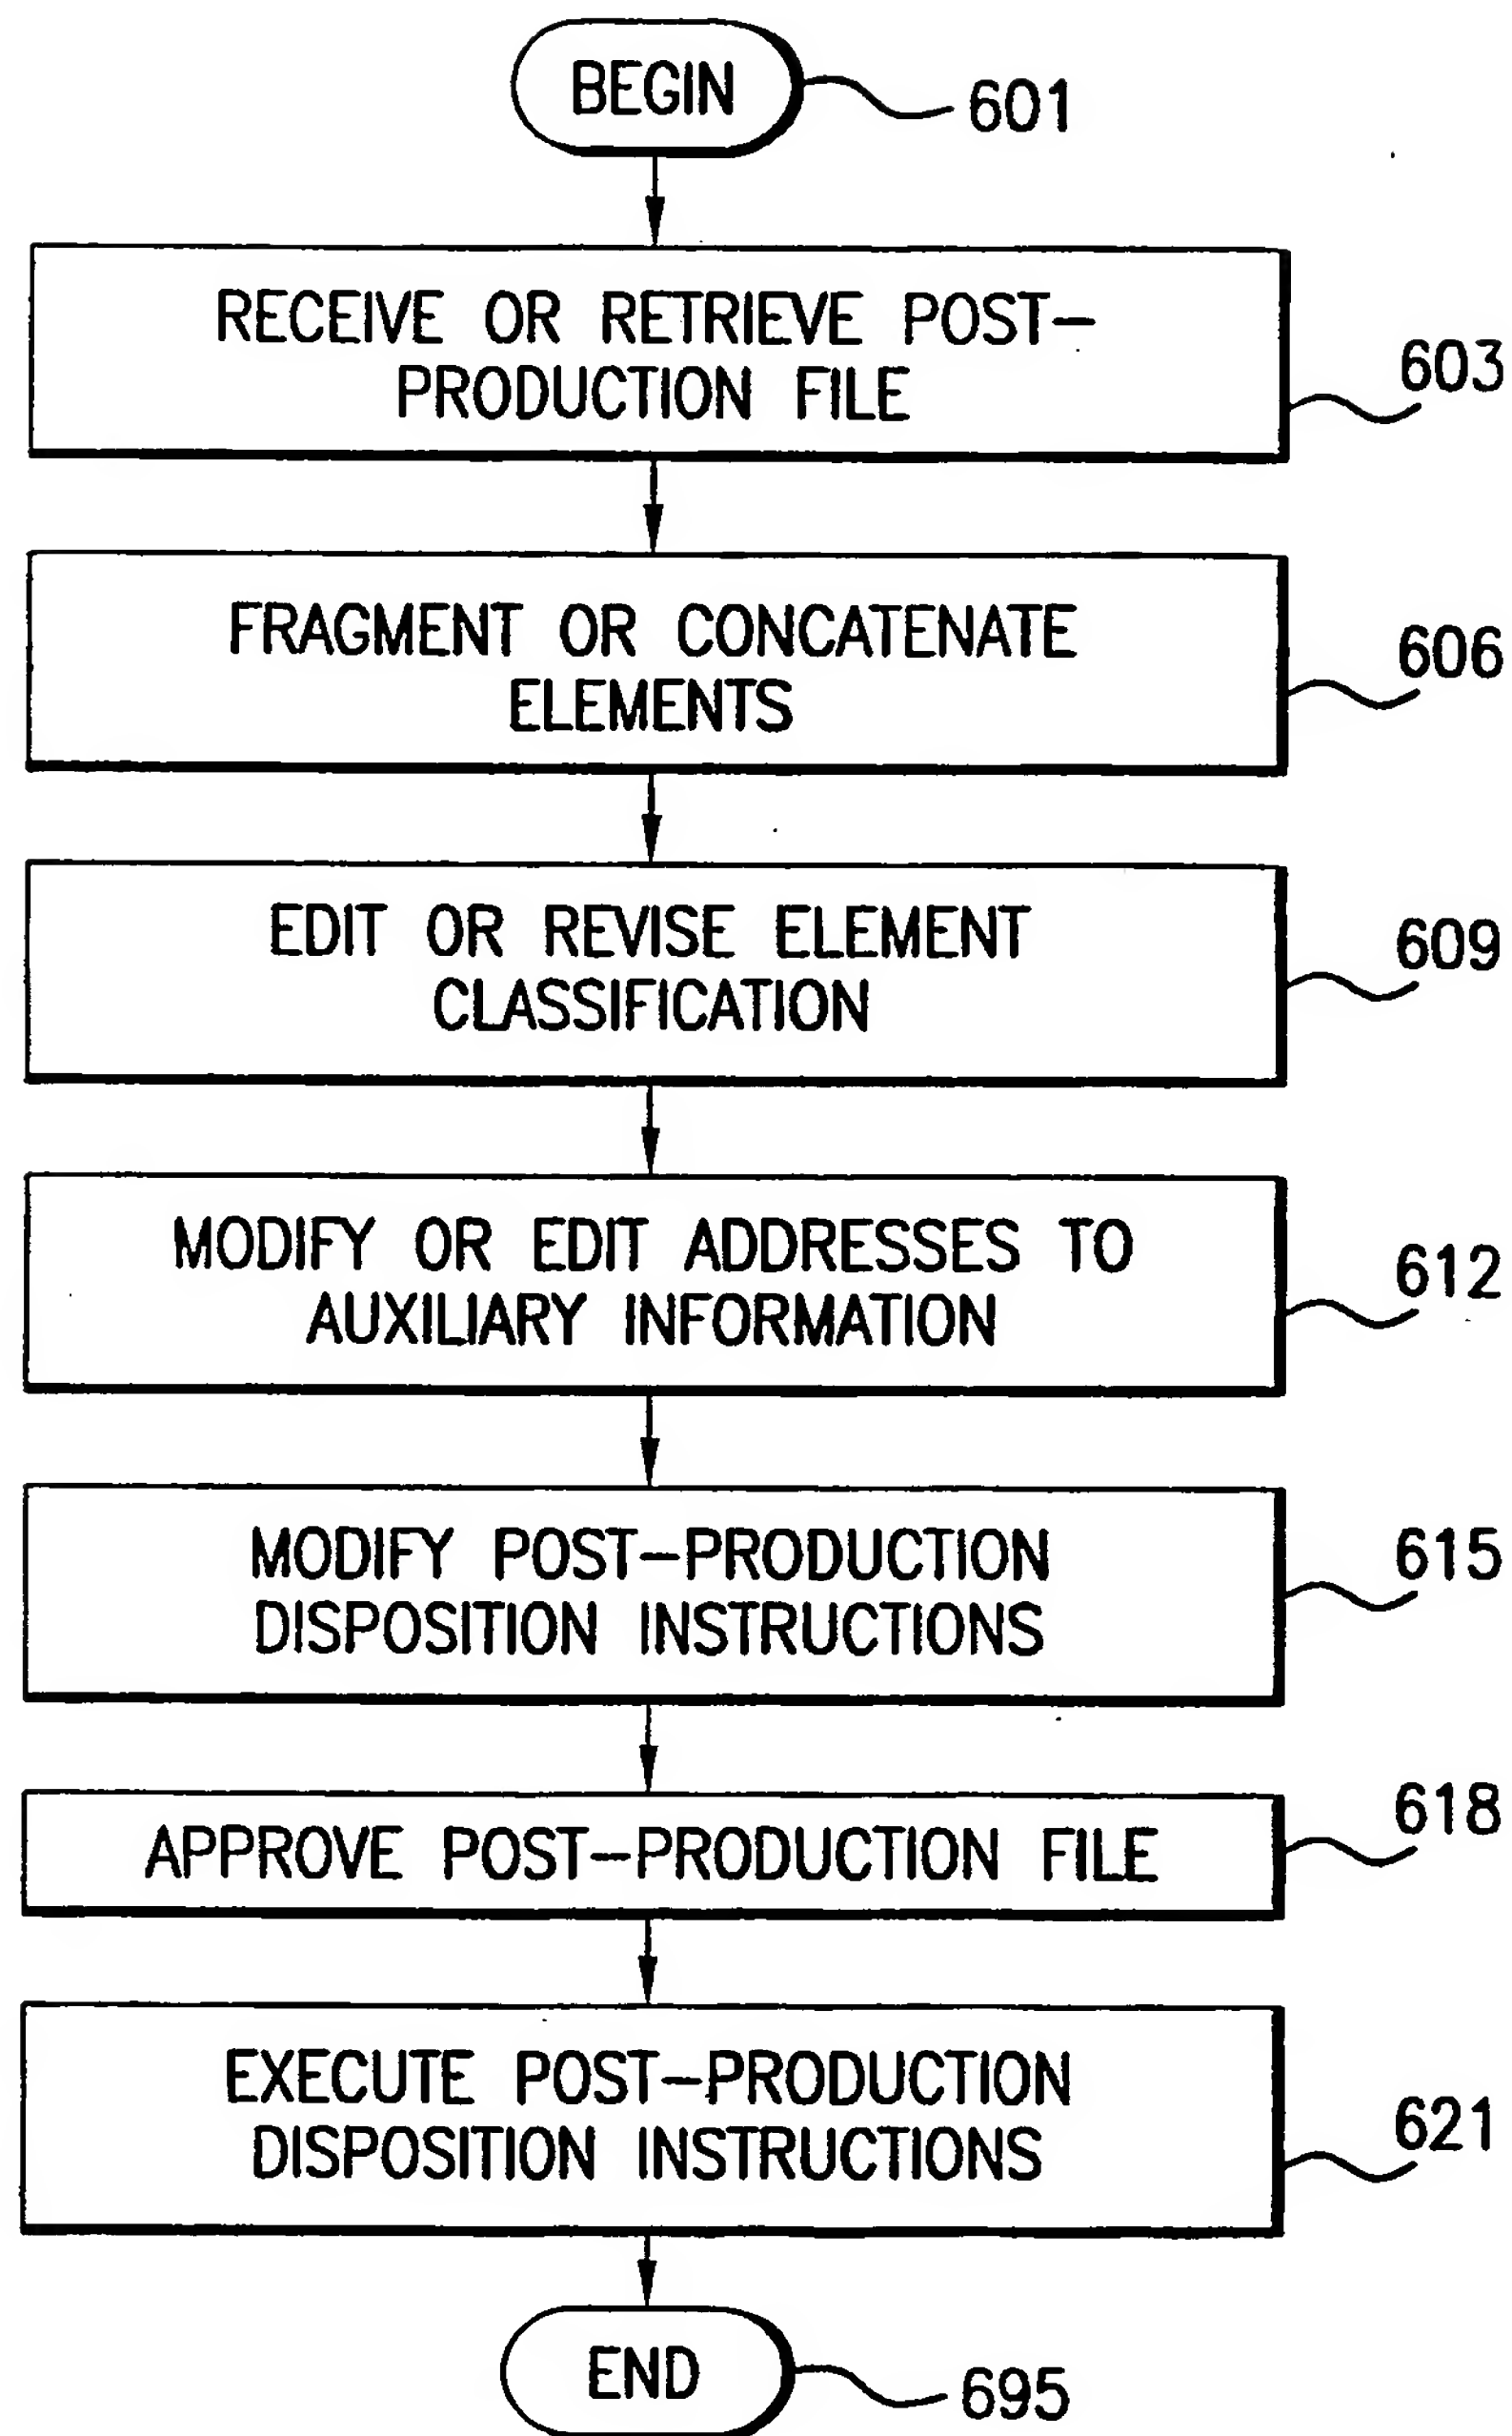 BEGIN
601
RECEIVE OR RETRIEVE POST-
PRODUCTION FILE
603
FRAGMENT OR CONCATENATE
ELEMENTS
606
EDIT OR REVISE ELEMENT
CLASSIFICATION
609
MODIFY OR EDIT ADDRESSES TO
AUXILIARY INFORMATION
612
MODIFY POST-PRODUCTION
DISPOSITION INSTRUCTIONS
615
APPROVE POST-PRODUCTION FILE
618
EXECUTE POST-PRODUCTION
DISPOSITION INSTRUCTIONS
621
END
695